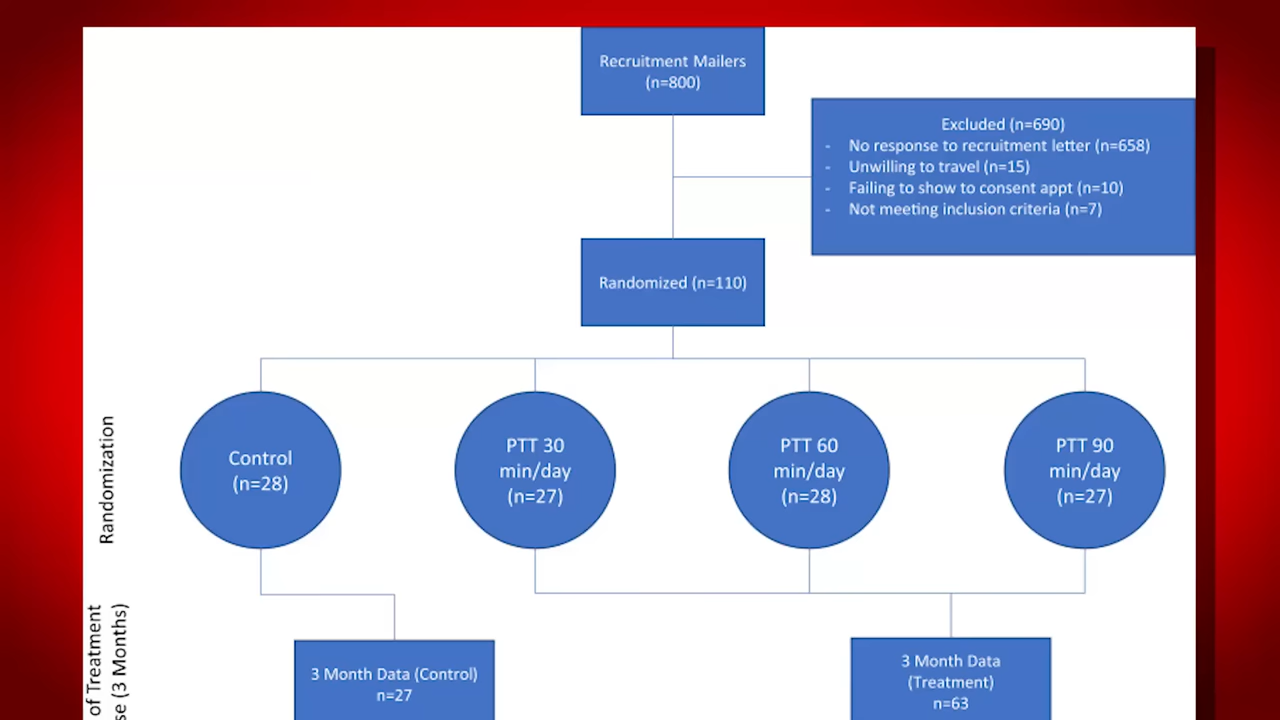 Recruitment Mailers
(n=800)
Excluded (n=690)
- No response to recruitment letter (n=658)
- Unwilling to travel (n=15)
- Failing to show to consent appt (n=10)
- Not meeting inclusion criteria (n=7)
Randomized (n=110)
Randomization
Control
(n=28)
PTT 30
min/day
(n=27)
PTT 60
min/day
(n=28)
PTT 90
min/day
(n=27)
of Treatment
se (3 Months)
3 Month Data (Control)
n=27
3 Month Data
(Treatment)
n=63